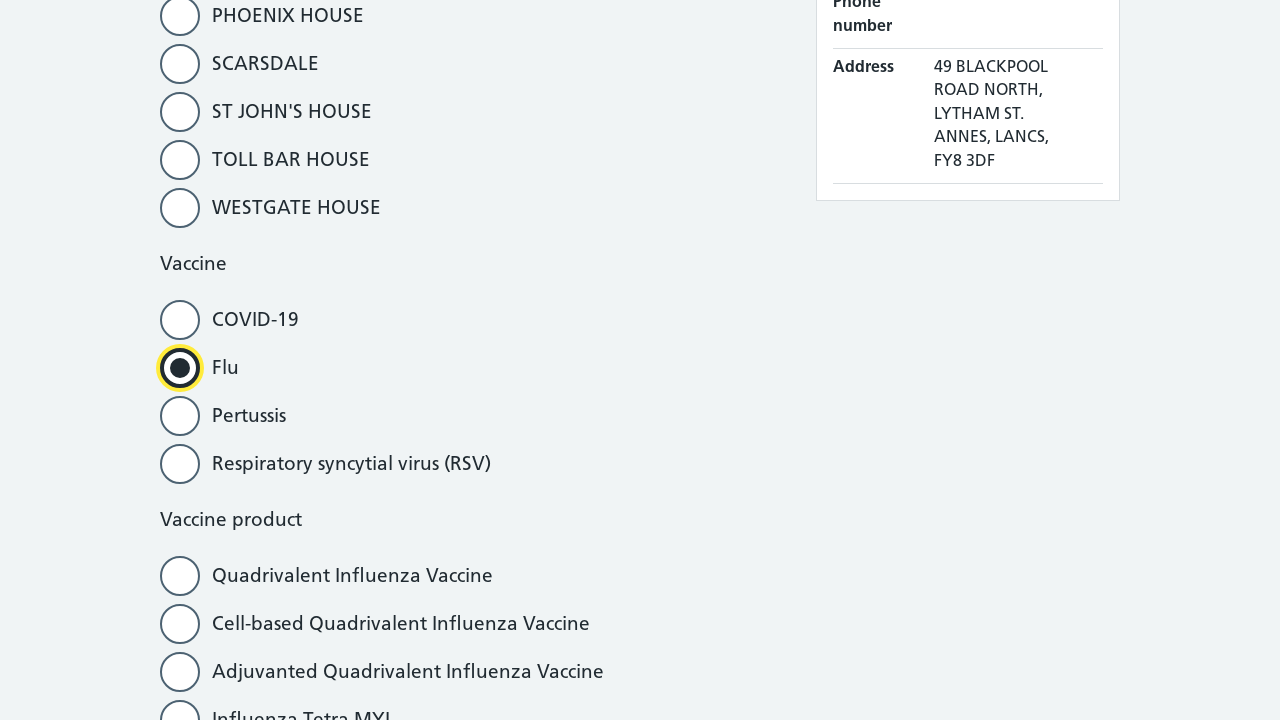 PHOENIX HOUSE
SCARSDALE
ST JOHN'S HOUSE
TOLL BAR HOUSE
WESTGATE HOUSE
Vaccine
COVID-19
Flu
Pertussis
Respiratory syncytial virus (RSV)
Vaccine product
Quadrivalent Influenza Vaccine
Cell-based Quadrivalent Influenza Vaccine
Adjuvanted Quadrivalent Influenza Vaccine
Influenza Tetra MYL
Phone
number
Address
49 BLACKPOOL
ROAD NORTH,
LYTHAM ST.
ANNES, LANCS,
FY8 3DF